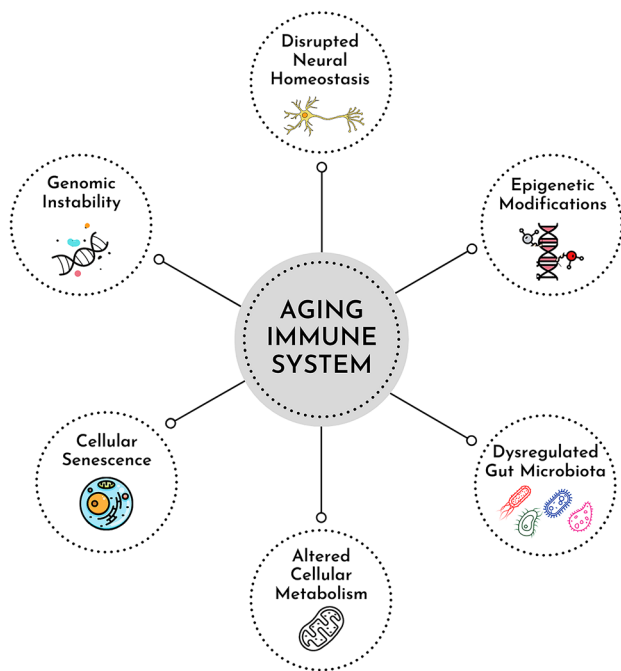 Disrupted
Neural
Homeostasis
Genomic
Instability
Epigenetic
Modifications
AGING
IMMUNE
SYSTEM
Cellular
Senescence
Dysregulated
Gut Microbiota
Altered
Cellular
Metabolism